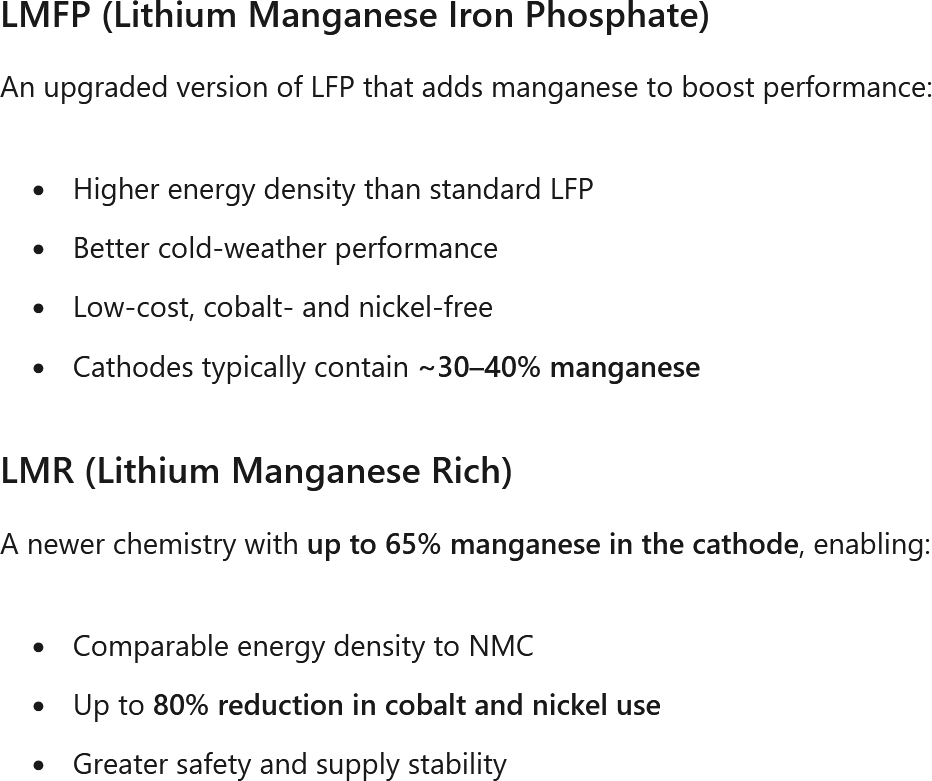 LMFP (Lithium Manganese Iron Phosphate)
An upgraded version of LFP that adds manganese to boost performance:
• Higher energy density than standard LFP
• Better cold-weather performance
• Low-cost, cobalt- and nickel-free
• Cathodes typically contain ~30–40% manganese
LMR (Lithium Manganese Rich)
A newer chemistry with up to 65% manganese in the cathode, enabling:
• Comparable energy density to NMC
• Up to 80% reduction in cobalt and nickel use
• Greater safety and supply stability